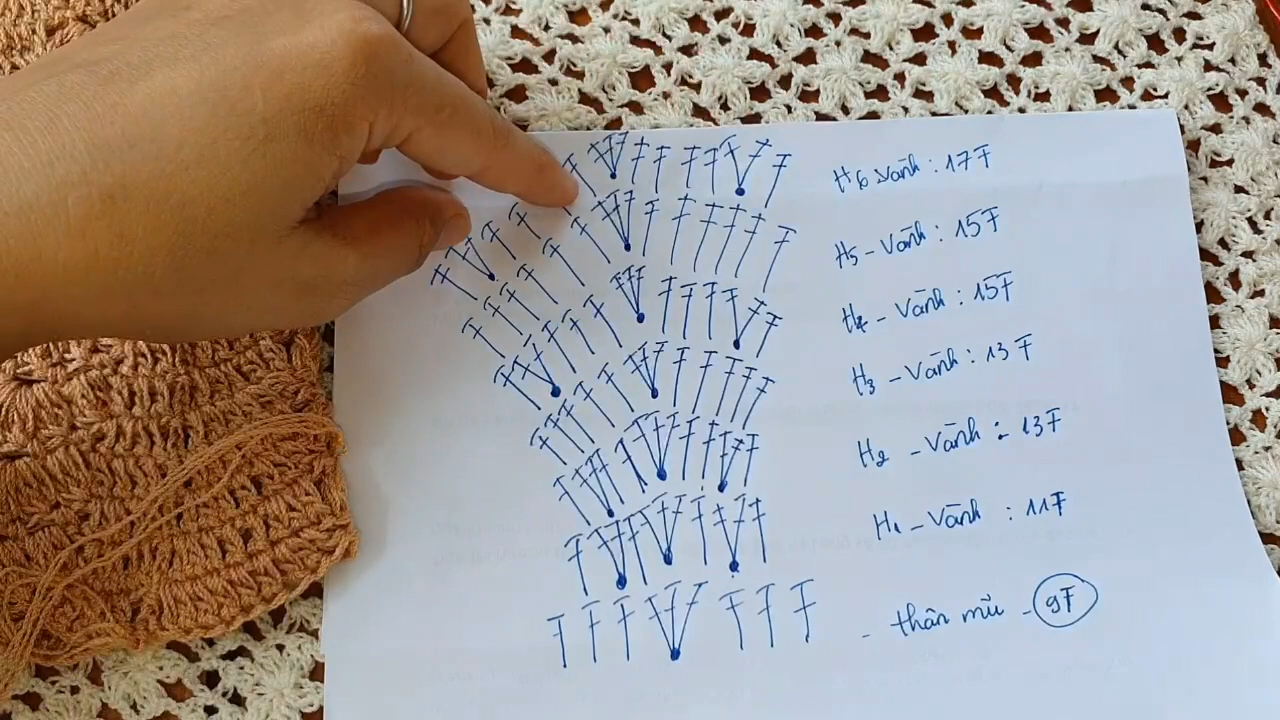 H6 vành : 17F
H5 - vành : 15F
H4 - vành : 15F
H3 - vành : 13F
H2 - vành : 13F
H1 - vành : 11F
- thân mũ - 9F